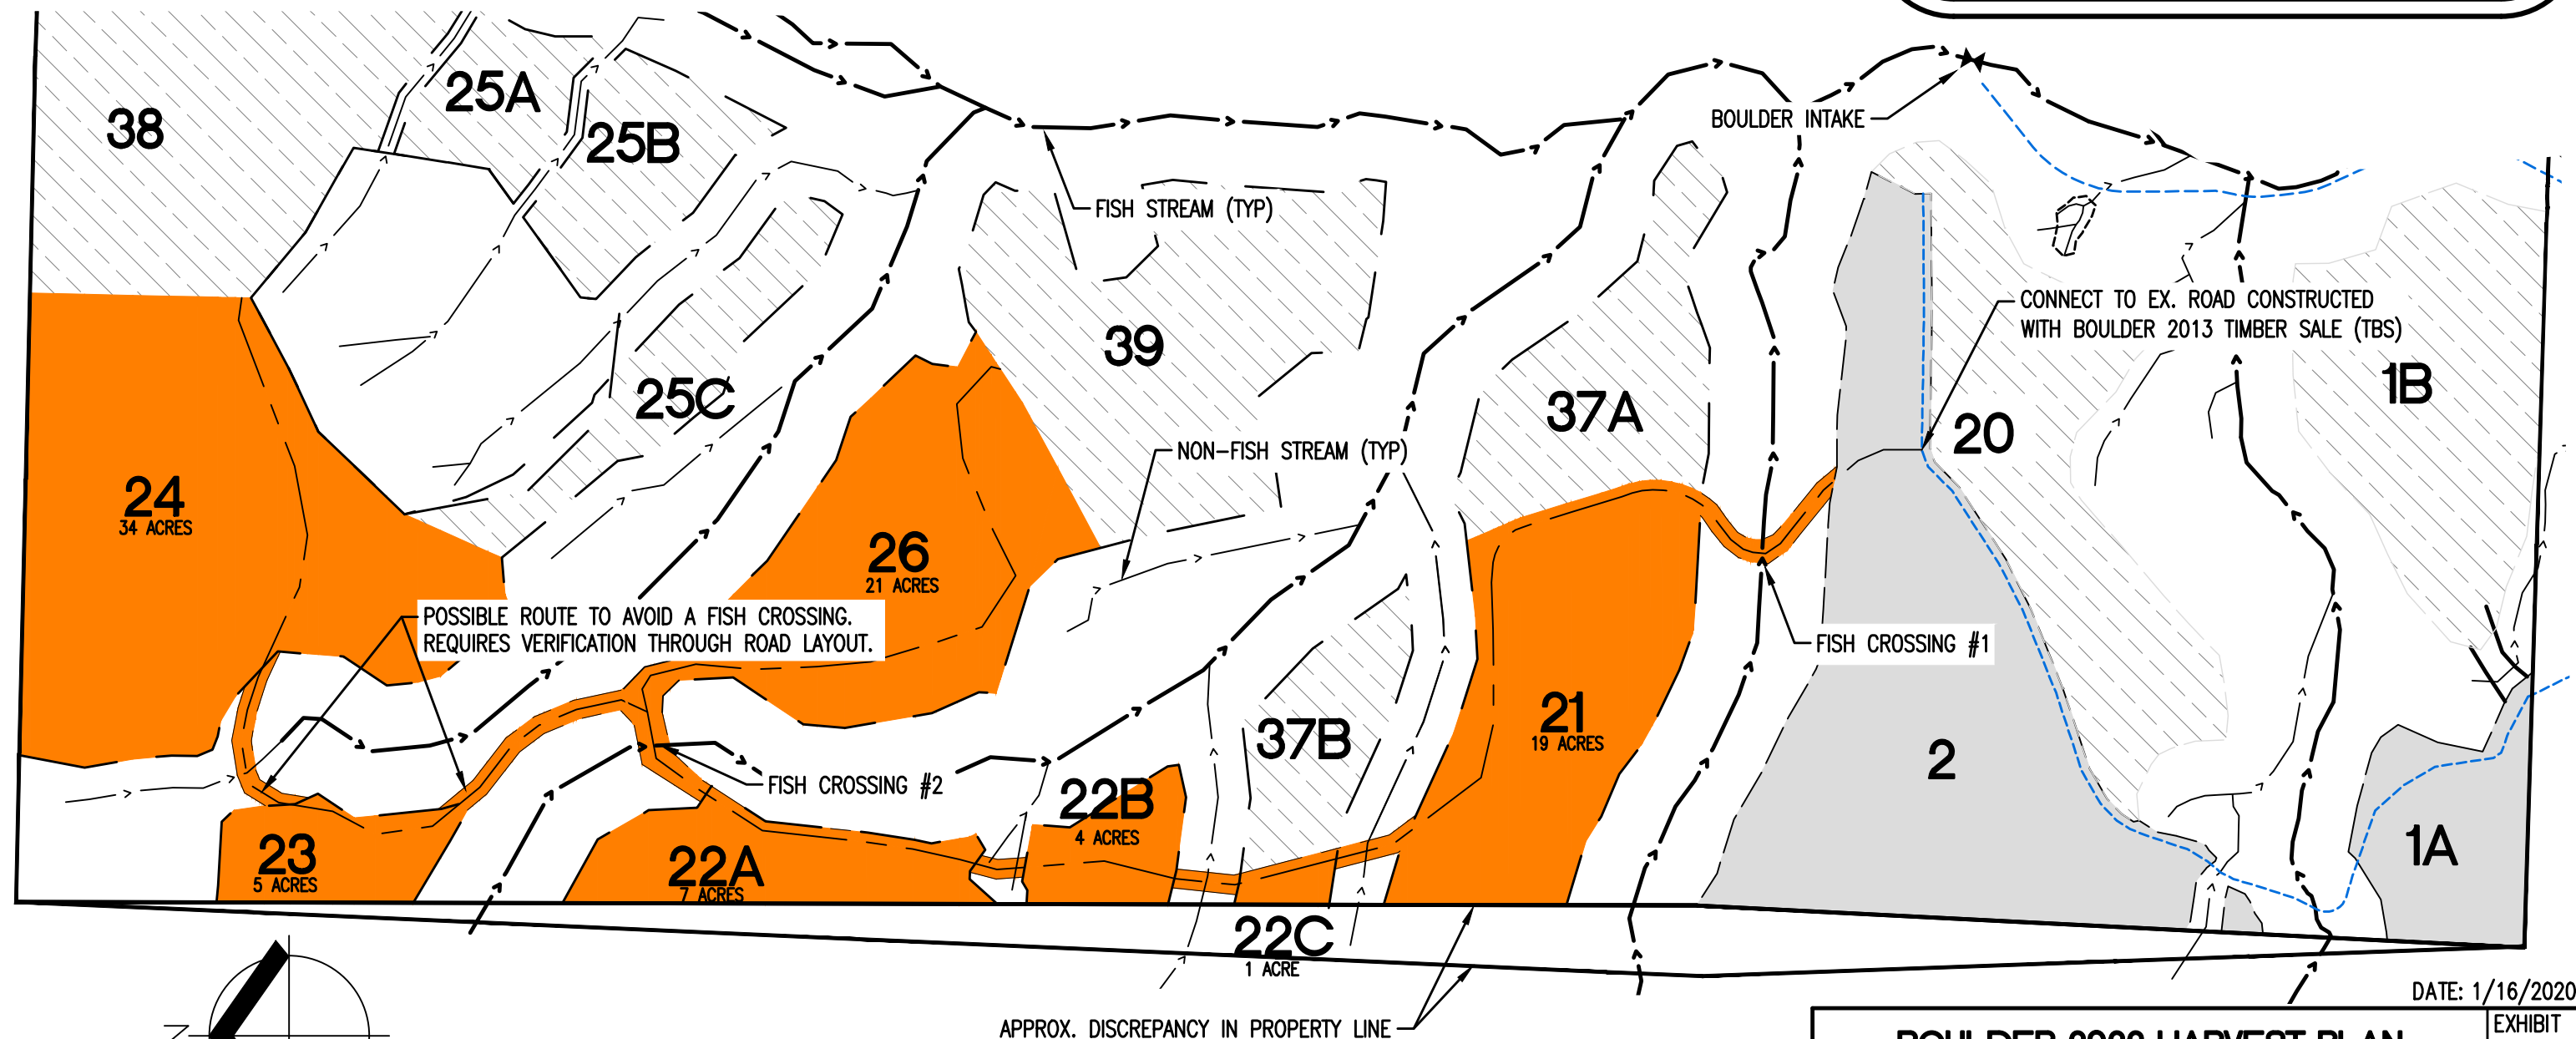 38
25A
25B
BOULDER INTAKE
FISH STREAM (TYP)
CONNECT TO EX. ROAD CONSTRUCTED
WITH BOULDER 2013 TIMBER SALE (TBS)
39
1B
25C
37A
20
NON-FISH STREAM (TYP)
24
34 ACRES
26
21 ACRES
POSSIBLE ROUTE TO AVOID A FISH CROSSING.
REQUIRES VERIFICATION THROUGH ROAD LAYOUT.
FISH CROSSING #1
21
19 ACRES
37B
2
FISH CROSSING #2
22B
4 ACRES
23
5 ACRES
22A
7 ACRES
1A
22C
1 ACRE
DATE: 1/16/2020
APPROX. DISCREPANCY IN PROPERTY LINE
EXHIBIT
HARVEST PLAN
N